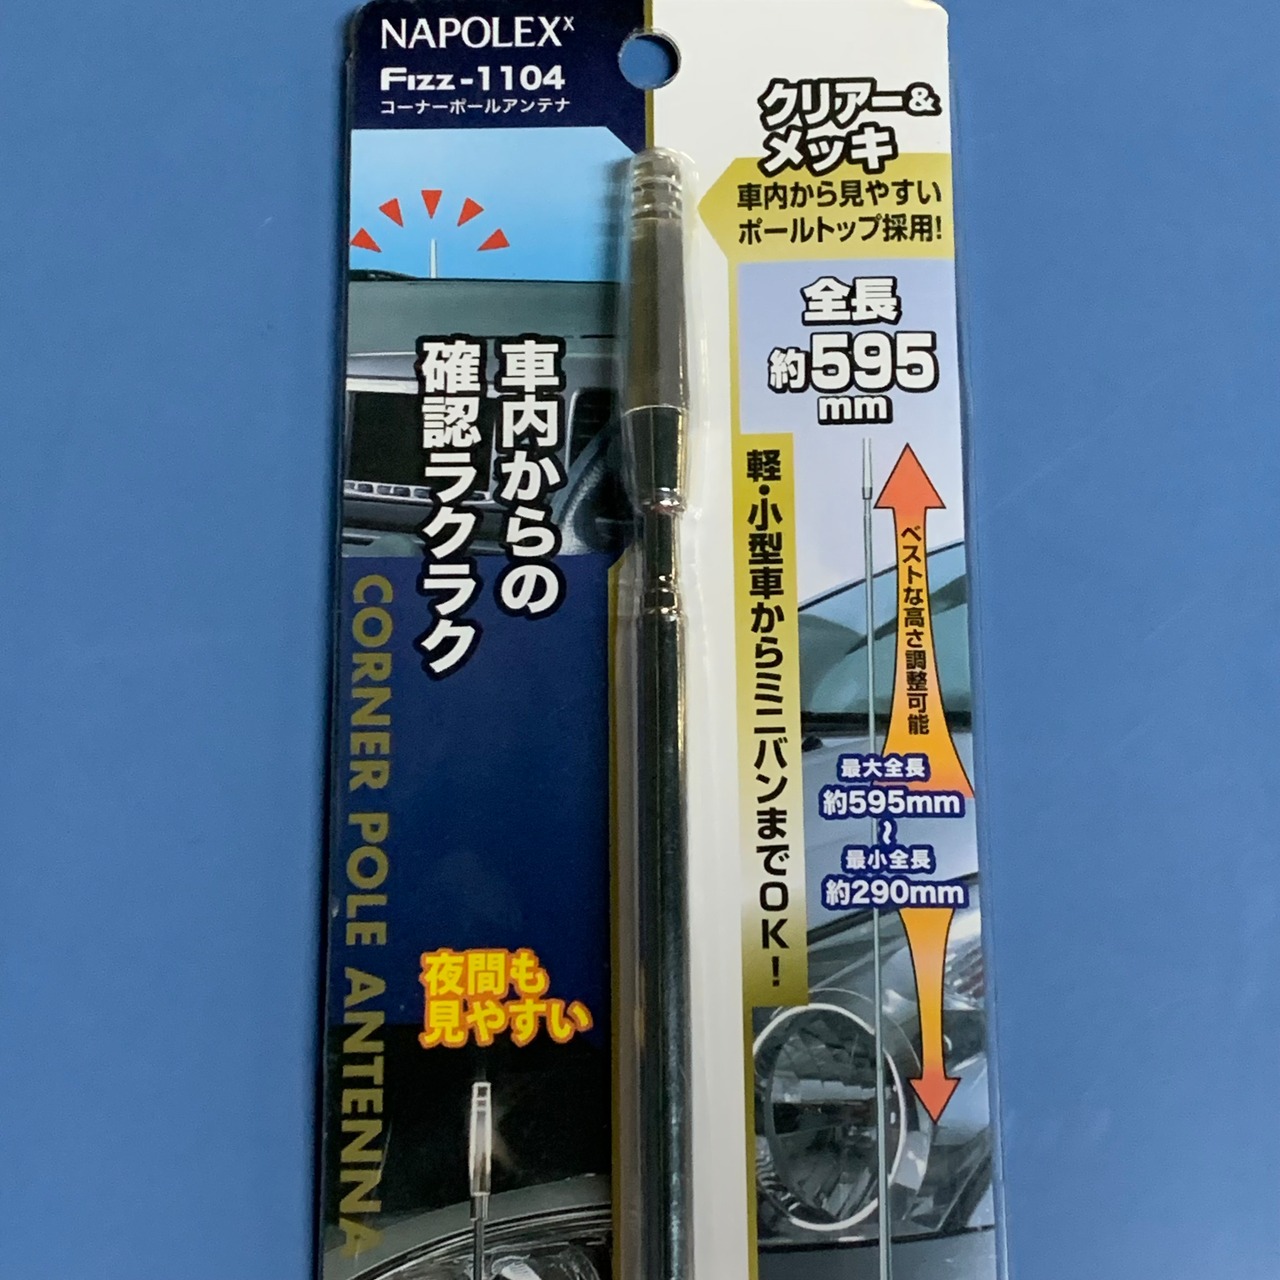 NAPOLEXx
Fizz-1104
コーナーポールアンテナ
クリアー&
メッキ
車内から見やすい
ポールトップ採用!
全長
約595
mm
車内からの
確認ラクラク
軽・小型車からミニバンまでOK!
ベストな高さ調整可能
最大全長
約595mm
~
最小全長
約290mm
CORNER POLE ANTENNA
夜間も
見やすい